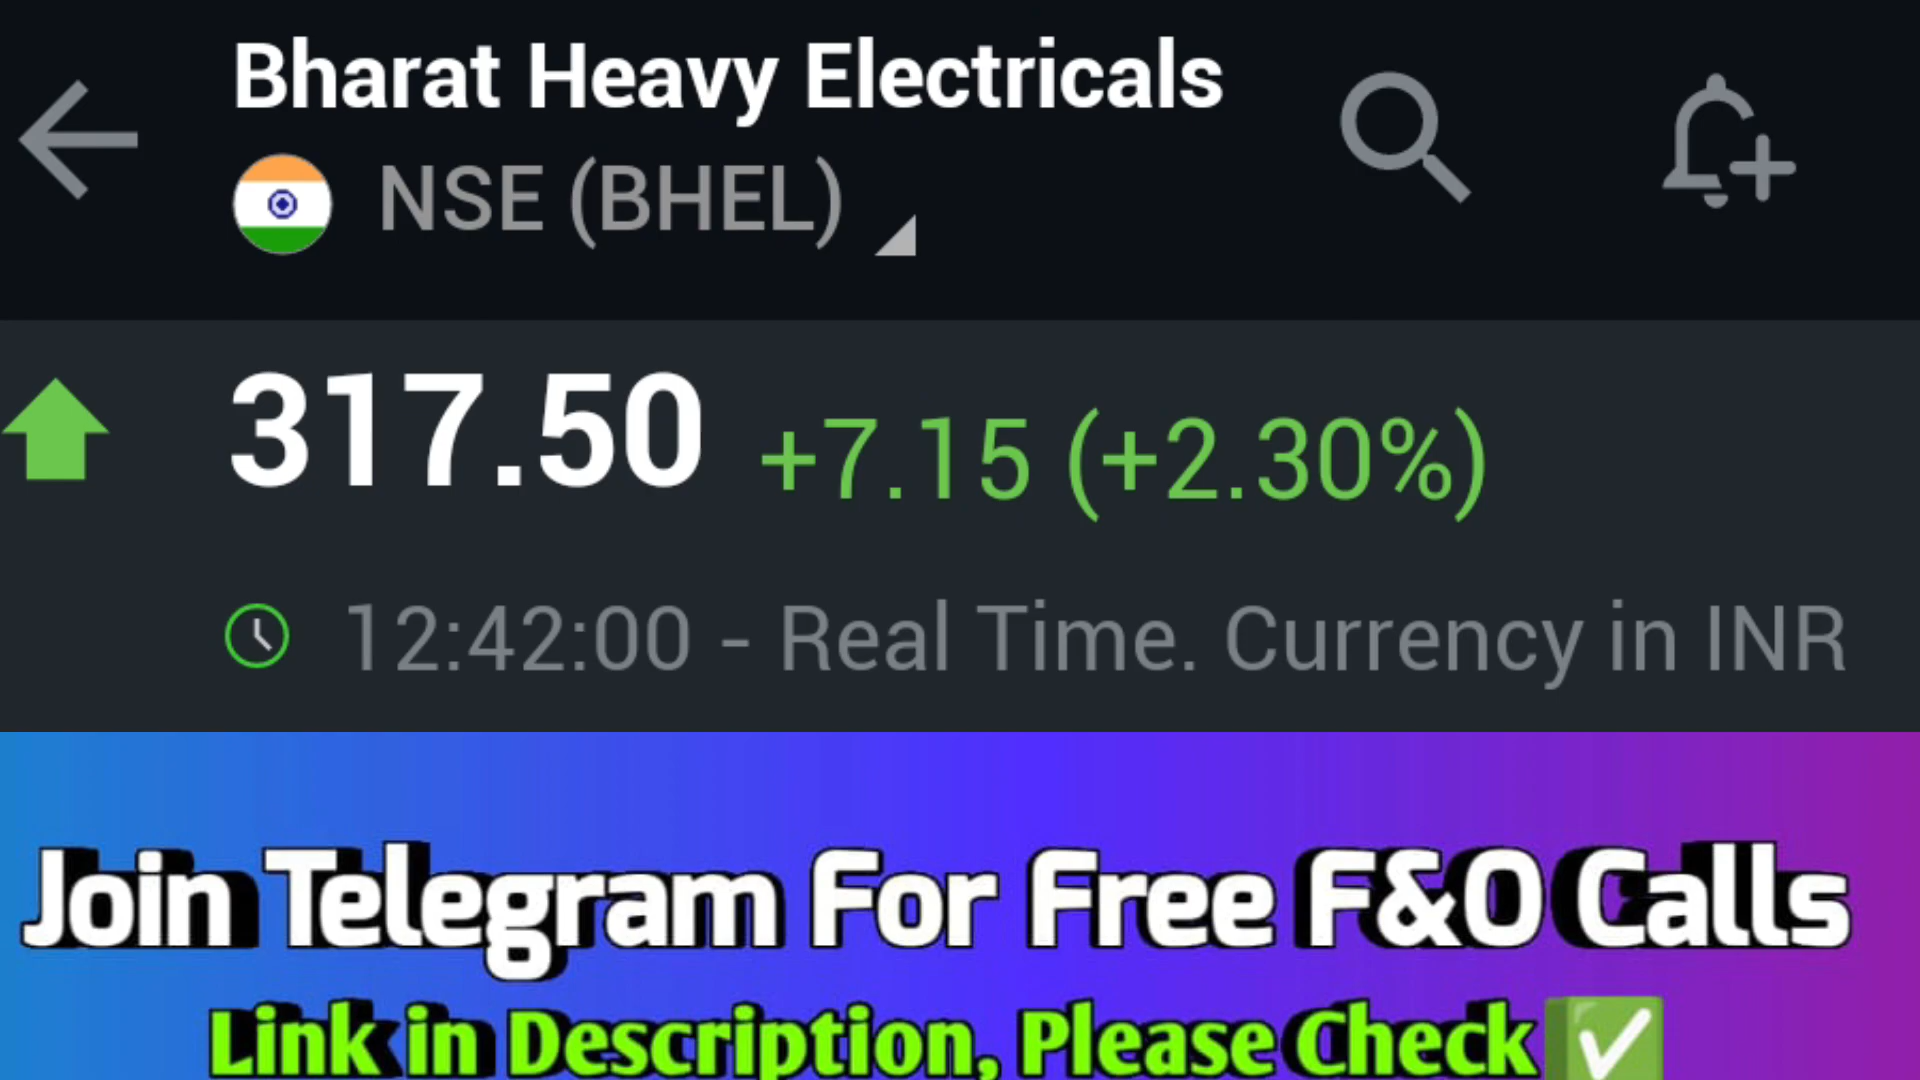 Bharat Heavy Electricals
NSE (BHEL)
317.50 +7.15 (+2.30%)
12:42:00 - Real Time. Currency in INR
Join Telegram For Free F&O Calls
Link in Description, Please Check ✅